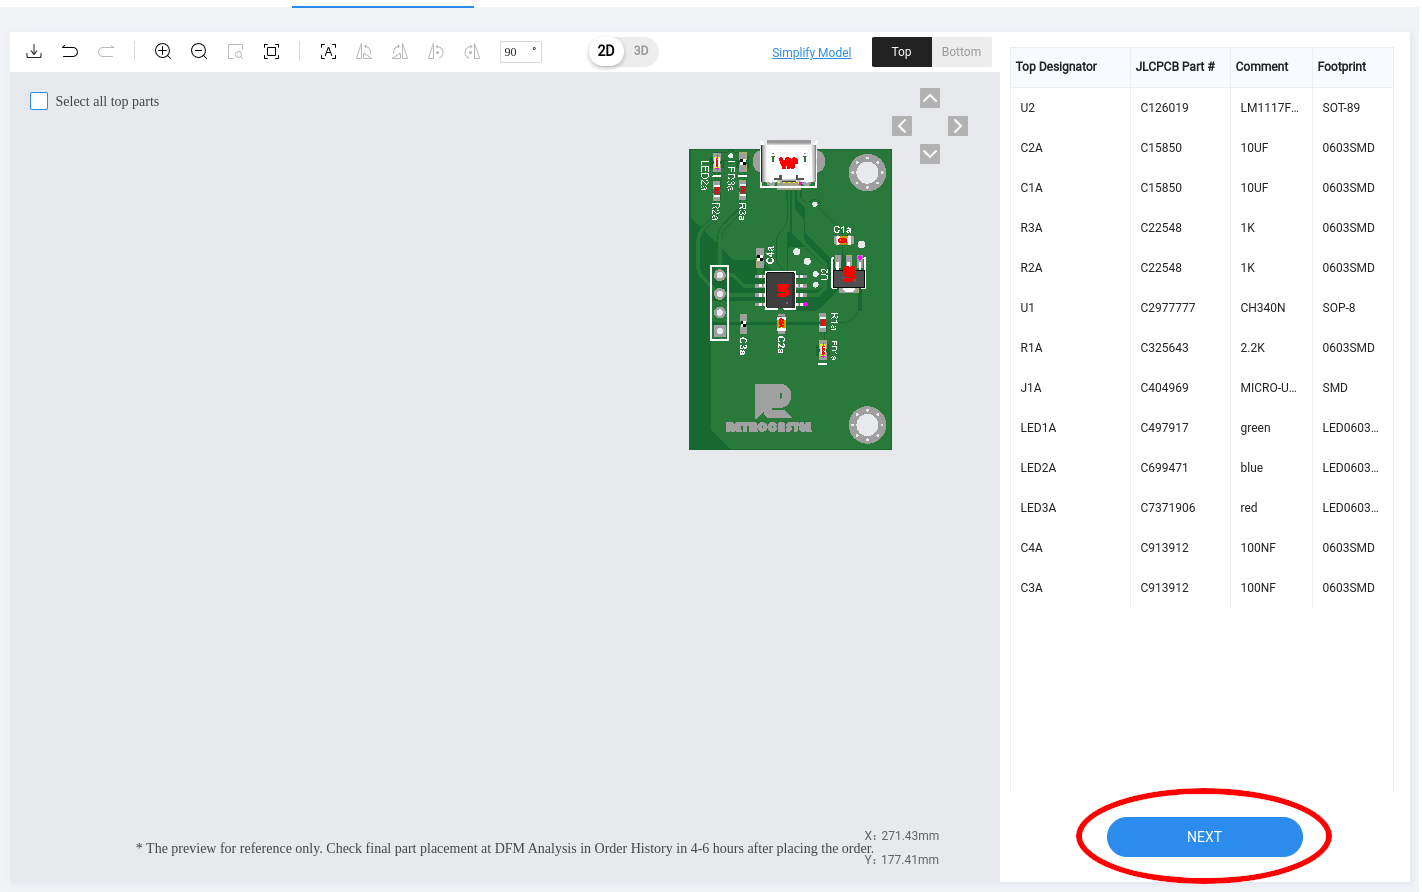 90 °
2D 3D
Simplify Model
Top Bottom
Select all top parts
Top Designator JLCPCB Part # Comment Footprint
U2 C126019 LM1117F... SOT-89
C2A C15850 10UF 0603SMD
C1A C15850 10UF 0603SMD
R3A C22548 1K 0603SMD
R2A C22548 1K 0603SMD
U1 C2977777 CH340N SOP-8
R1A C325643 2.2K 0603SMD
J1A C404969 MICRO-U... SMD
LED1A C497917 green LED0603...
LED2A C699471 blue LED0603...
LED3A C7371906 red LED0603...
C4A C913912 100NF 0603SMD
C3A C913912 100NF 0603SMD
LED2a
LED3a
R2a
R3a
C1a
C4a
U2
C3a
C2a
R1a
RETROCASTLE
X: 271.43mm
* The preview for reference only. Check final part placement at DFM Analysis in Order History in 4-6 hours after placing the order.
Y: 177.41mm
NEXT